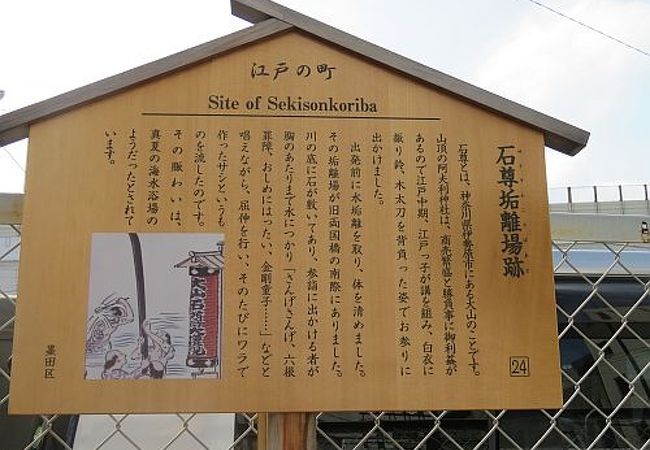 江戸の町
Site of Sekisonkoriba
石尊垢離場跡
石尊とは、神奈川県伊勢原市にある大山のことです。
山頂の阿夫利神社は、商売繁盛と勝負事に御利益が
あるので江戸中期、江戸っ子が講を組み、白衣に
振り鈴、木太刀を背負った姿でお参りに
出かけました。
出発前に水垢離を取り、体を清めました。
その垢離場が旧両国橋の南際にありました。
川の底に石が敷いてあり、参詣に出かける者が
胸のあたりまで水につかり「さんげさんげ、六根
罪障、おしめにはったい、金剛童子……」などと
唱えながら、屈伸を行い、そのたびにワラで
作ったサシというも
のを流したのです。
その賑わいは、
真夏の海水浴場の
ようだったとされて
います。
墨田区
24